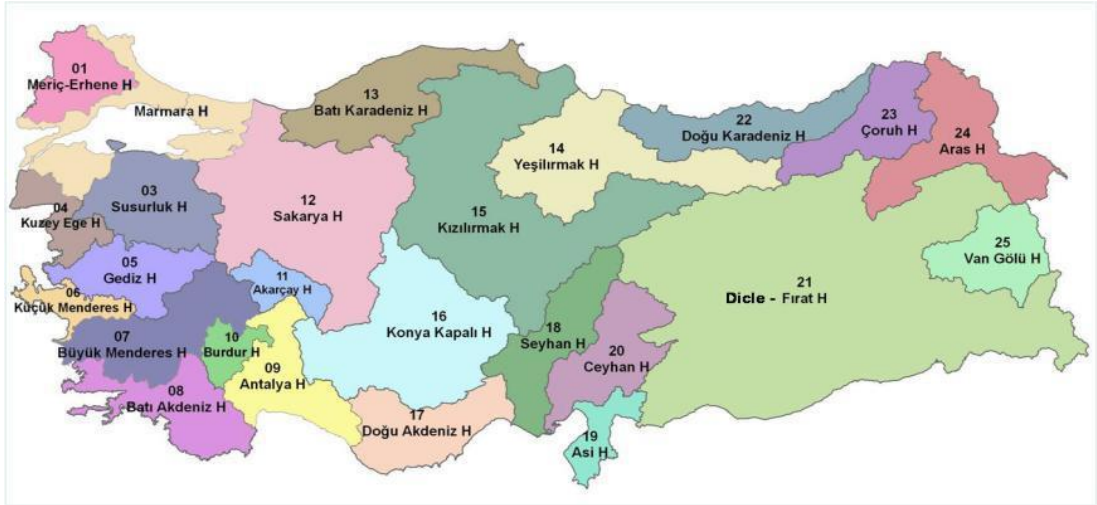 01
Meriç-Erhene H
Marmara H
03
Susurluk H
04
Kuzey Ege H
05
Gediz H
06
Küçük Menderes H
07
Büyük Menderes H
08
Batı Akdeniz H
09
Antalya H
10
Burdur H
11
Akarçay H
12
Sakarya H
13
Batı Karadeniz H
14
Yeşilırmak H
15
Kızılırmak H
16
Konya Kapalı H
17
Doğu Akdeniz H
18
Seyhan H
19
Asi H
20
Ceyhan H
21
Dicle - Fırat H
22
Doğu Karadeniz H
23
Çoruh H
24
Aras H
25
Van Gölü H